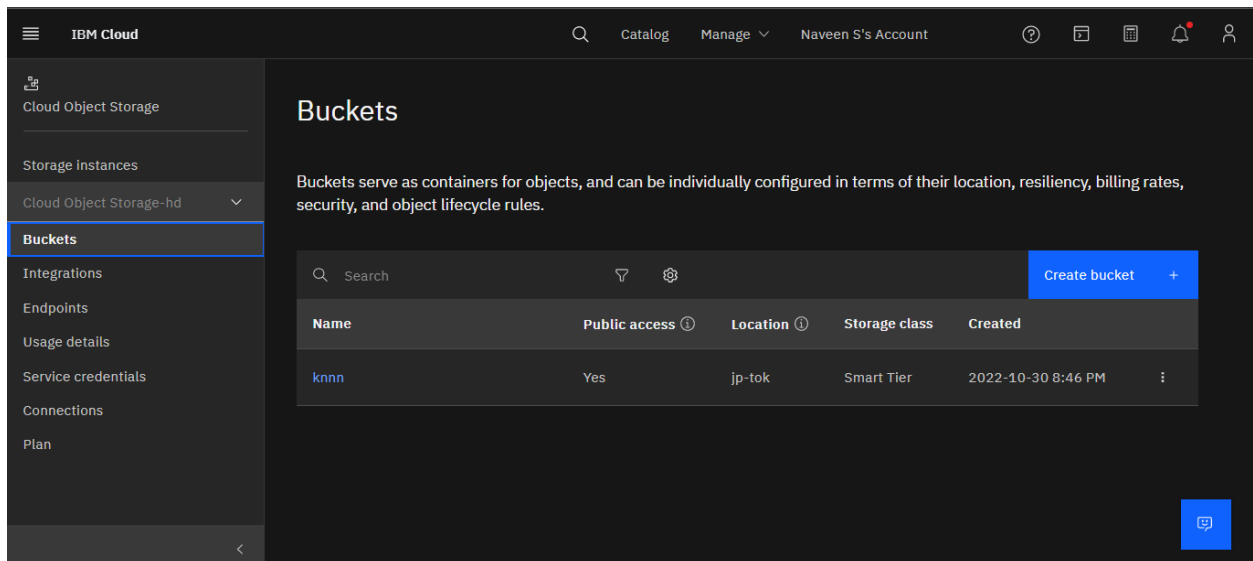 IBM Cloud
Catalog
Manage
Naveen S's Account
Cloud Object Storage
Storage instances
Cloud Object Storage-hd
Buckets
Integrations
Endpoints
Usage details
Service credentials
Connections
Plan
Buckets
Buckets serve as containers for objects, and can be individually configured in terms of their location, resiliency, billing rates,
security, and object lifecycle rules.
Search
Create bucket +
Name Public access Location Storage class Created
knnn Yes jp-tok Smart Tier 2022-10-30 8:46 PM